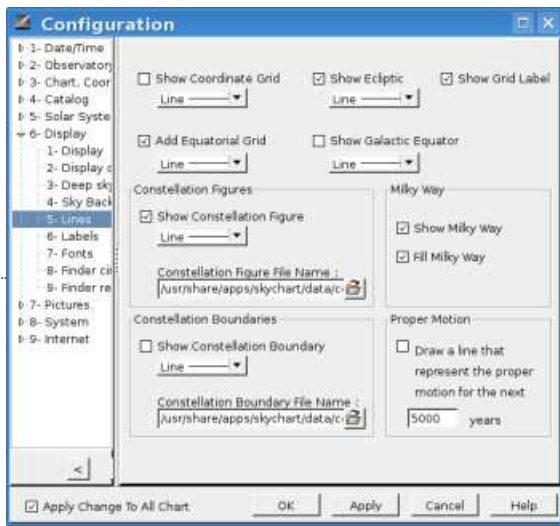 Configuration
1- Date/Time
2- Observatory
3- Chart, Coor
4- Catalog
5- Solar Syste
6- Display
1- Display
2- Display c
3- Deep sky
4- Sky Back
5- Lines
6- Labels
7- Fonts
8- Finder cir
9- Finder re
7- Pictures
8- System
9- Internet
<
Show Coordinate Grid
Line
Show Ecliptic
Line
Show Grid Label
Add Equatorial Grid
Line
Show Galactic Equator
Line
Constellation Figures
Show Constellation Figure
Line
Constellation Figure File Name :
/usr/share/apps/skychart/data/c
Milky Way
Show Milky Way
Fill Milky Way
Constellation Boundaries
Show Constellation Boundary
Line
Constellation Boundary File Name :
/usr/share/apps/skychart/data/c
Proper Motion
Draw a line that
represent the proper
motion for the next
5000 years
Apply Change To All Chart
OK
Apply
Cancel
Help